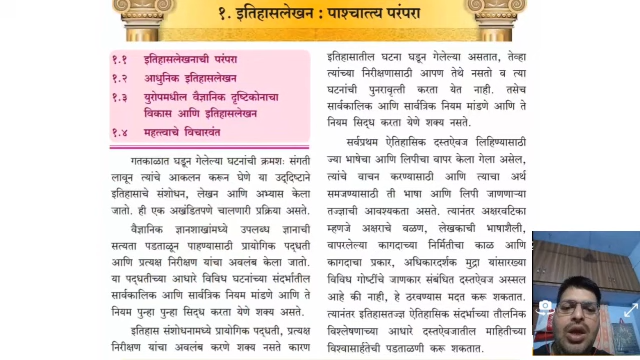 १. इतिहासलेखन : पाश्चात्त्य परंपरा
१.१ इतिहासलेखनाची परंपरा
१.२ आधुनिक इतिहासलेखन
१.३ युरोपमधील वैज्ञानिक दृष्टिकोनाचा
विकास आणि इतिहासलेखन
१.४ महत्त्वाचे विचारवंत
गतकाळात घडून गेलेल्या घटनांची क्रमशः संगती
लावून त्यांचे आकलन करून घेणे या उद्‌दिष्टाने
इतिहासाचे संशोधन, लेखन आणि अभ्यास केला
जातो. ही एक अखंडितपणे चालणारी प्रक्रिया असते.
वैज्ञानिक ज्ञानशाखांमध्ये उपलब्ध ज्ञानाची
सत्यता पडताळून पाहण्यासाठी प्रायोगिक पद्धती
आणि प्रत्यक्ष निरीक्षण यांचा अवलंब केला जातो.
या पद्धतीच्या आधारे विविध घटनांच्या संदर्भातील
सार्वकालिक आणि सार्वत्रिक नियम मांडणे आणि ते
नियम पुन्हा पुन्हा सिद्ध करता येणे शक्य असते.
इतिहास संशोधनामध्ये प्रायोगिक पद्धती, प्रत्यक्ष
निरीक्षण यांचा अवलंब करणे शक्य नसते कारण
इतिहासातील घटना घडून गेलेल्या असतात, तेव्हा
त्यांच्या निरीक्षणासाठी आपण तेथे नसतो व त्या
घटनांची पुनरावृत्ती करता येत नाही. तसेच
सार्वकालिक आणि सार्वत्रिक नियम मांडणे आणि ते
नियम सिद्ध करता येणे शक्य नसते.
सर्वप्रथम ऐतिहासिक दस्तऐवज लिहिण्यासाठी
ज्या भाषेचा आणि लिपीचा वापर केला गेला असेल,
त्यांचे वाचन करण्यासाठी आणि त्याचा अर्थ
समजण्यासाठी ती भाषा आणि लिपी जाणणाऱ्या
तज्ज्ञाची आवश्यकता असते. त्यानंतर अक्षरवटिका
म्हणजे अक्षराचे वळण, लेखकाची भाषाशैली,
वापरलेल्या कागदाच्या निर्मितीचा काळ आणि
कागदाचा प्रकार, अधिकारदर्शक मुद्रा यांसारख्या
विविध गोष्टींचे जाणकार संबंधित दस्तऐवज अस्सल
आहे की नाही, हे ठरवण्यास मदत करू शकतात.
त्यानंतर इतिहासतज्ज्ञ ऐतिहासिक संदर्भाच्या तौलनिक
विश्लेषणाच्या आधारे दस्तऐवजातील माहितीच्या
विश्वासार्हतेची पडताळणी करू शकतात.